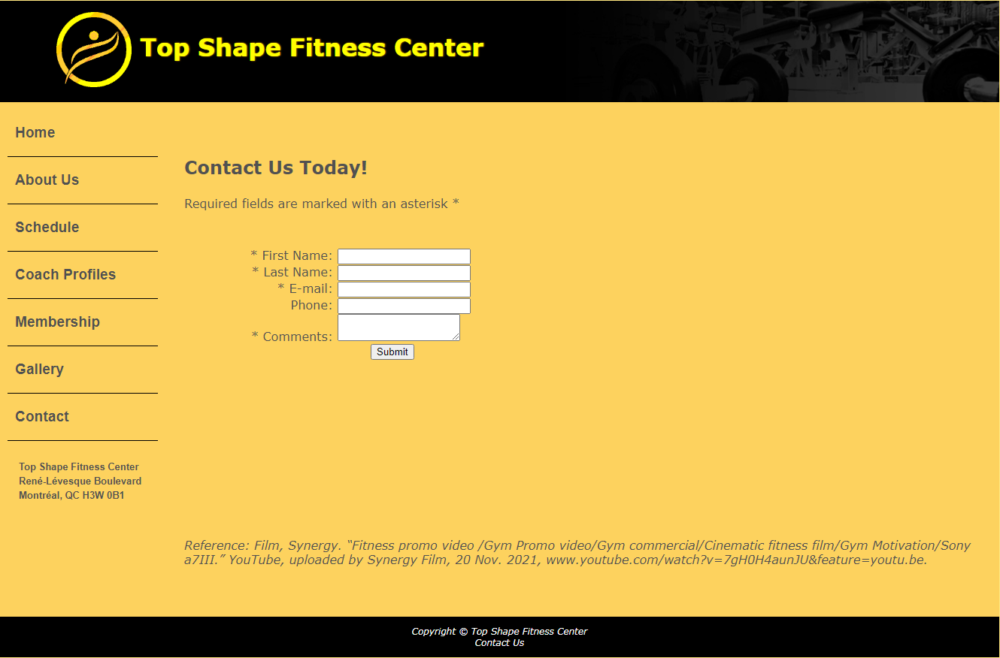 Top Shape Fitness Center
Home
About Us
Schedule
Coach Profiles
Membership
Gallery
Contact
Top Shape Fitness Center
René-Lévesque Boulevard
Montréal, QC H3W 0B1
Contact Us Today!
Required fields are marked with an asterisk *
* First Name:
* Last Name:
* E-mail:
Phone:
* Comments:
Submit
Reference: Film, Synergy. “Fitness promo video /Gym Promo video/Gym commercial/Cinematic fitness film/Gym Motivation/Sony
a7III.” YouTube, uploaded by Synergy Film, 20 Nov. 2021, www.youtube.com/watch?v=7gH0H4aunJU&feature=youtu.be.
Copyright © Top Shape Fitness Center
Contact Us